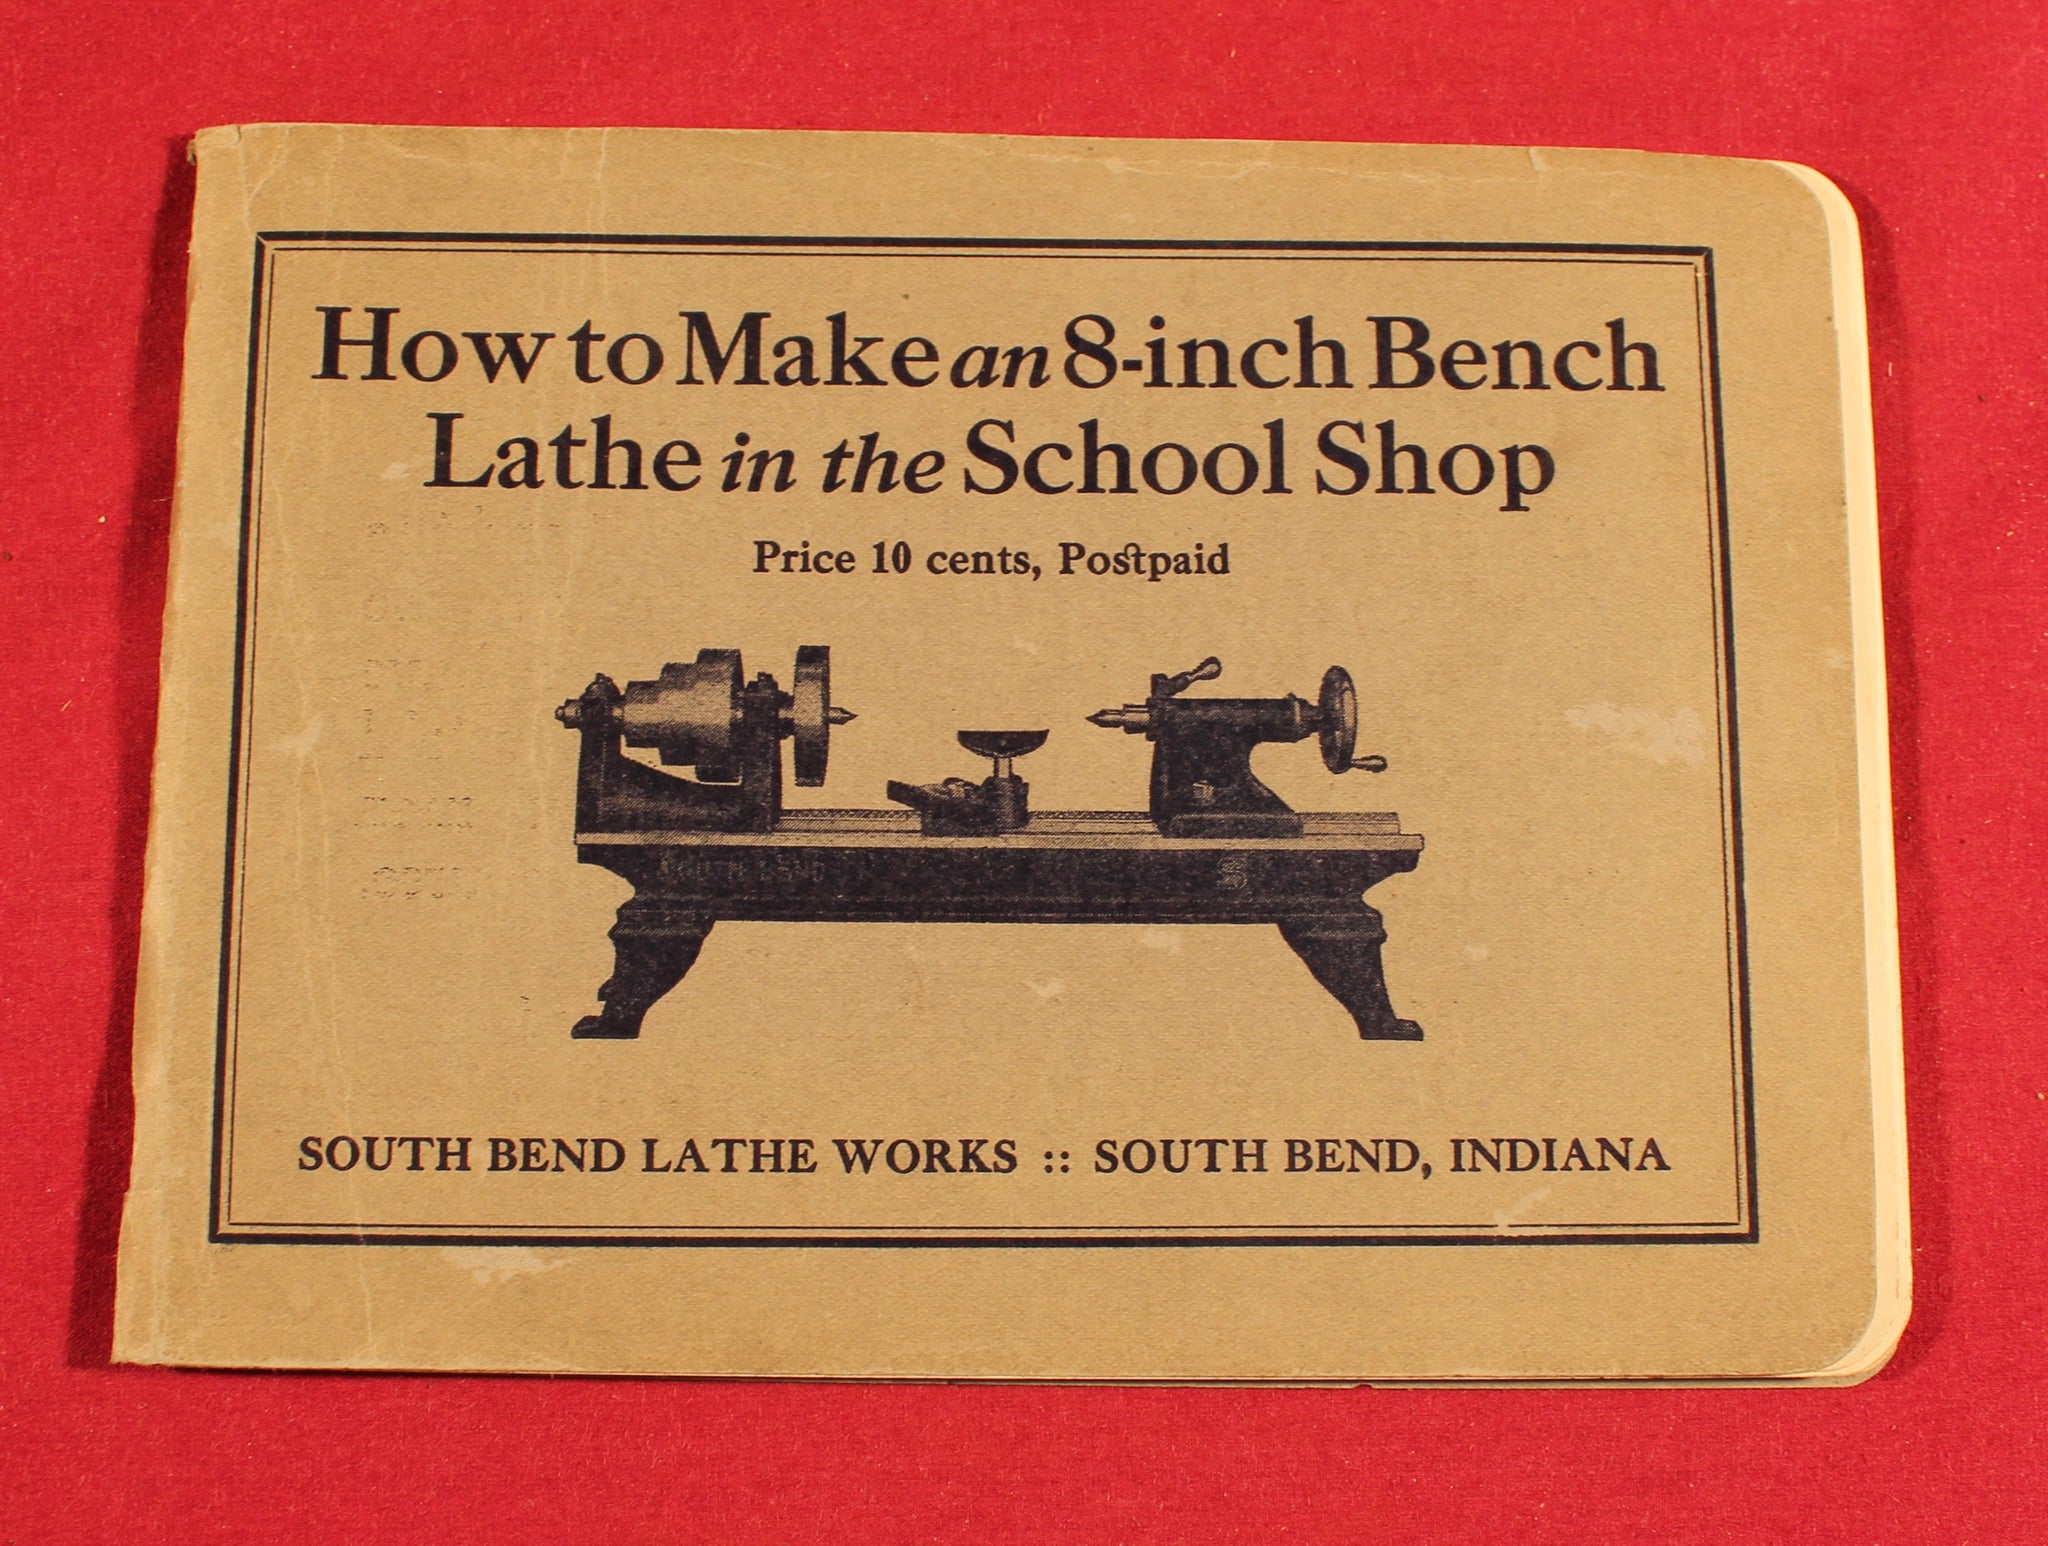 How to Make an 8-inch Bench
Lathe in the School Shop
Price 10 cents, Postpaid
SOUTH BEND
SOUTH BEND LATHE WORKS :: SOUTH BEND, INDIANA